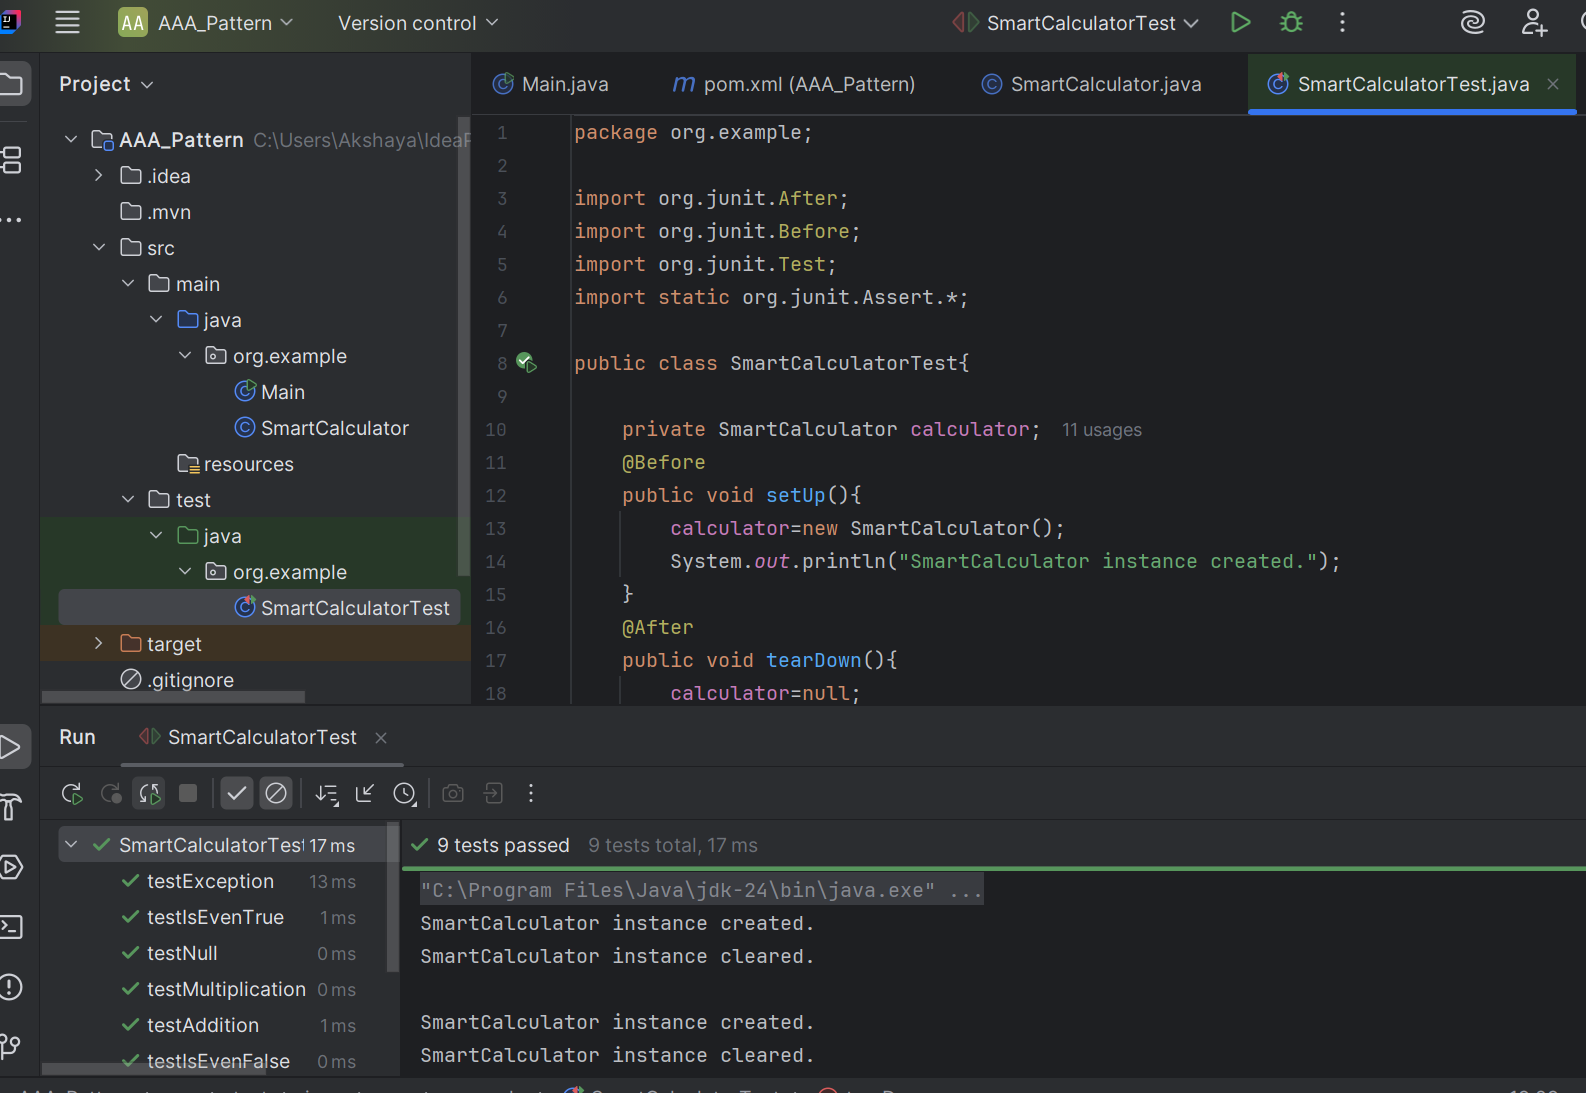 AA AAA_Pattern Version control SmartCalculatorTest
Project
AAA_Pattern C:\Users\Akshaya\IdeaP
.idea
.mvn
src
main
java
org.example
Main
SmartCalculator
resources
test
java
org.example
SmartCalculatorTest
target
.gitignore
Main.java m pom.xml (AAA_Pattern) SmartCalculator.java SmartCalculatorTest.java
1 package org.example;
2
3 import org.junit.After;
4 import org.junit.Before;
5 import org.junit.Test;
6 import static org.junit.Assert.*;
7
8 public class SmartCalculatorTest{
9
10 private SmartCalculator calculator; 11 usages
11 @Before
12 public void setUp(){
13 calculator=new SmartCalculator();
14 System.out.println("SmartCalculator instance created.");
15 }
16 @After
17 public void tearDown(){
18 calculator=null;
Run SmartCalculatorTest
SmartCalculatorTest 17 ms
testException 13 ms
testIsEvenTrue 1 ms
testNull 0 ms
testMultiplication 0 ms
testAddition 1 ms
testIsEvenFalse 0 ms
9 tests passed 9 tests total, 17 ms
"C:\Program Files\Java\jdk-24\bin\java.exe" ...
SmartCalculator instance created.
SmartCalculator instance cleared.
SmartCalculator instance created.
SmartCalculator instance cleared.